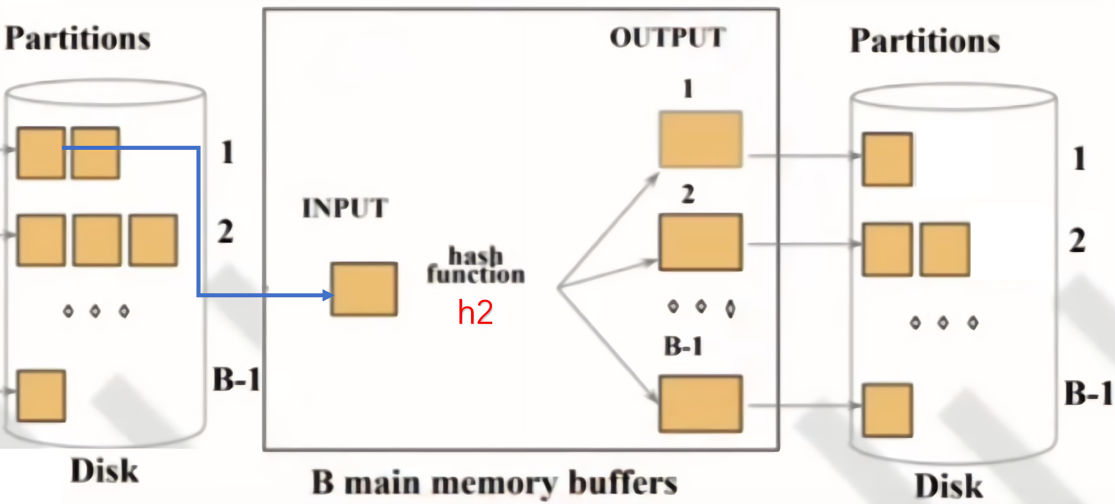 Partitions
1
2
B-1
Disk
INPUT
hash
function
h2
OUTPUT
1
2
B-1
B main memory buffers
Partitions
1
2
B-1
Disk